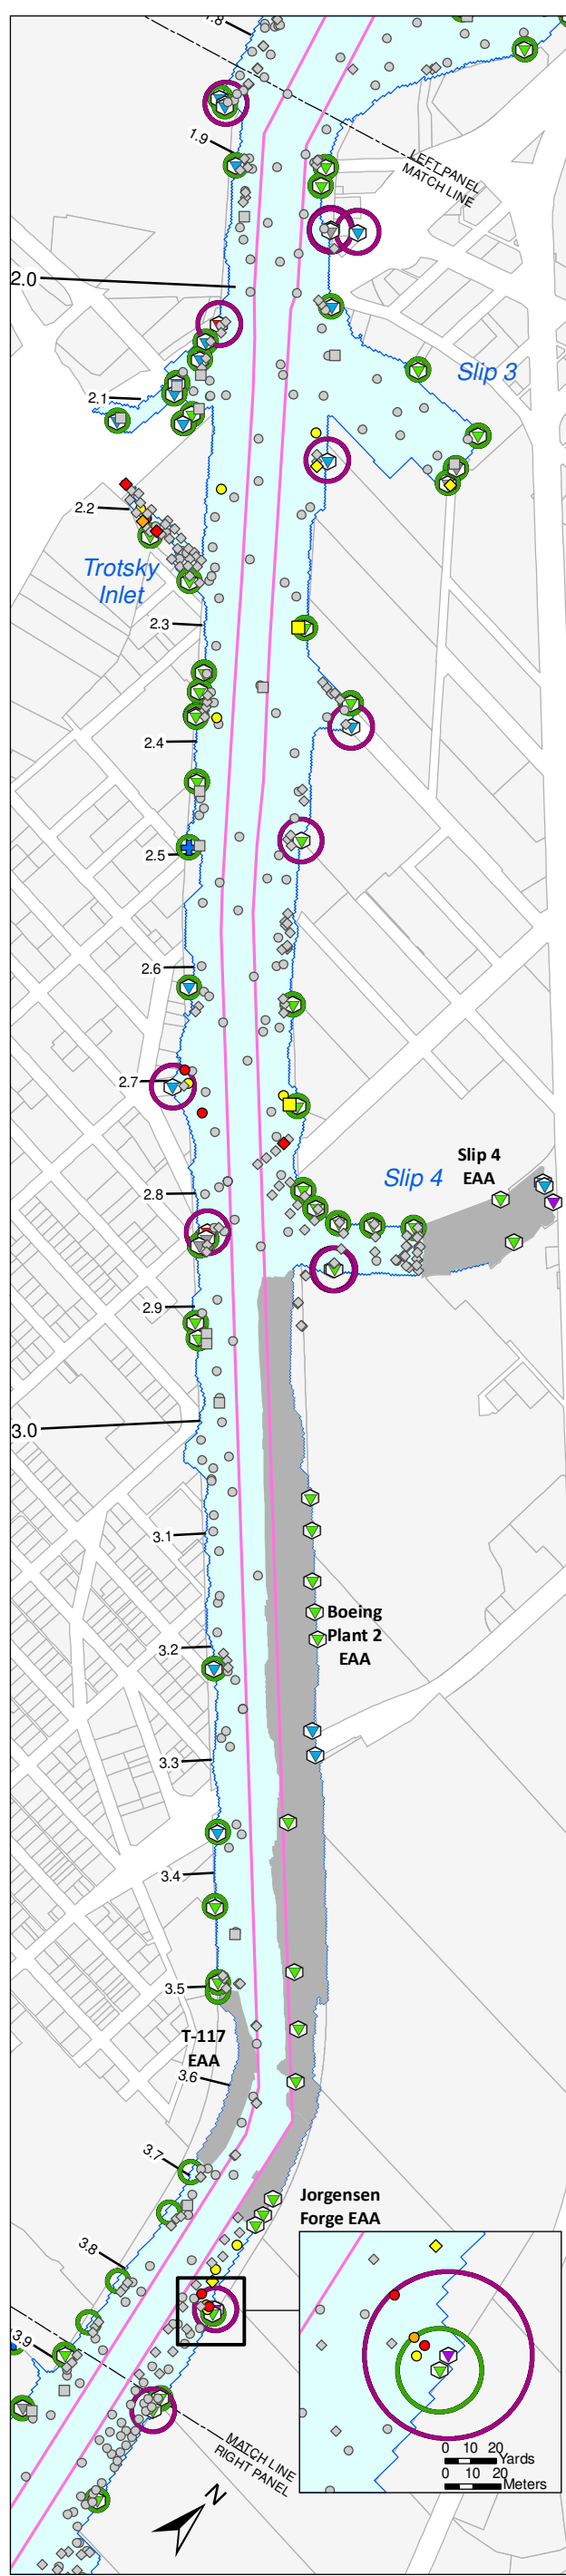 1.8
1.9
LEFT PANEL
MATCH LINE
2.0
Slip 3
2.1
2.2
Trotsky
Inlet
2.3
2.4
2.5
2.6
2.7
Slip 4
EAA
Slip 4
2.8
2.9
3.0
3.1
Boeing
Plant 2
EAA
3.2
3.3
3.4
3.5
T-117
EAA
3.6
3.7
Jorgensen
Forge EAA
3.8
3.9
MATCH LINE
RIGHT PANEL
0 10 20
Yards
0 10 20
Meters
N